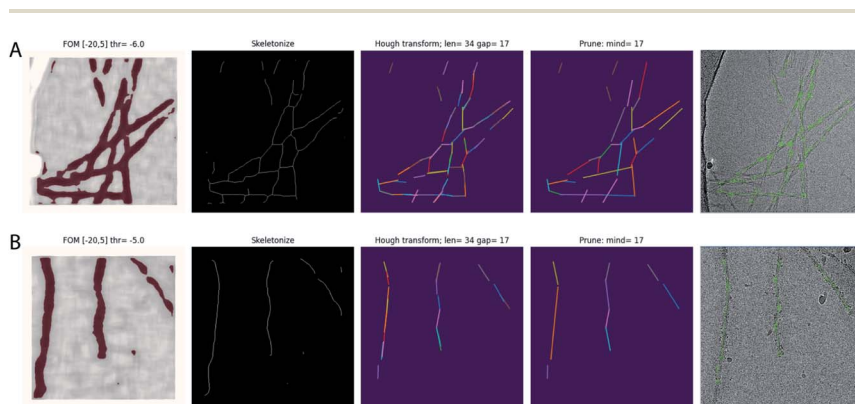 A
FOM [-20,5] thr= -6.0
Skeletonize
Hough transform; len= 34 gap= 17
Prune: mind= 17
B
FOM [-20,5] thr= -5.0
Skeletonize
Hough transform; len= 34 gap= 17
Prune: mind= 17